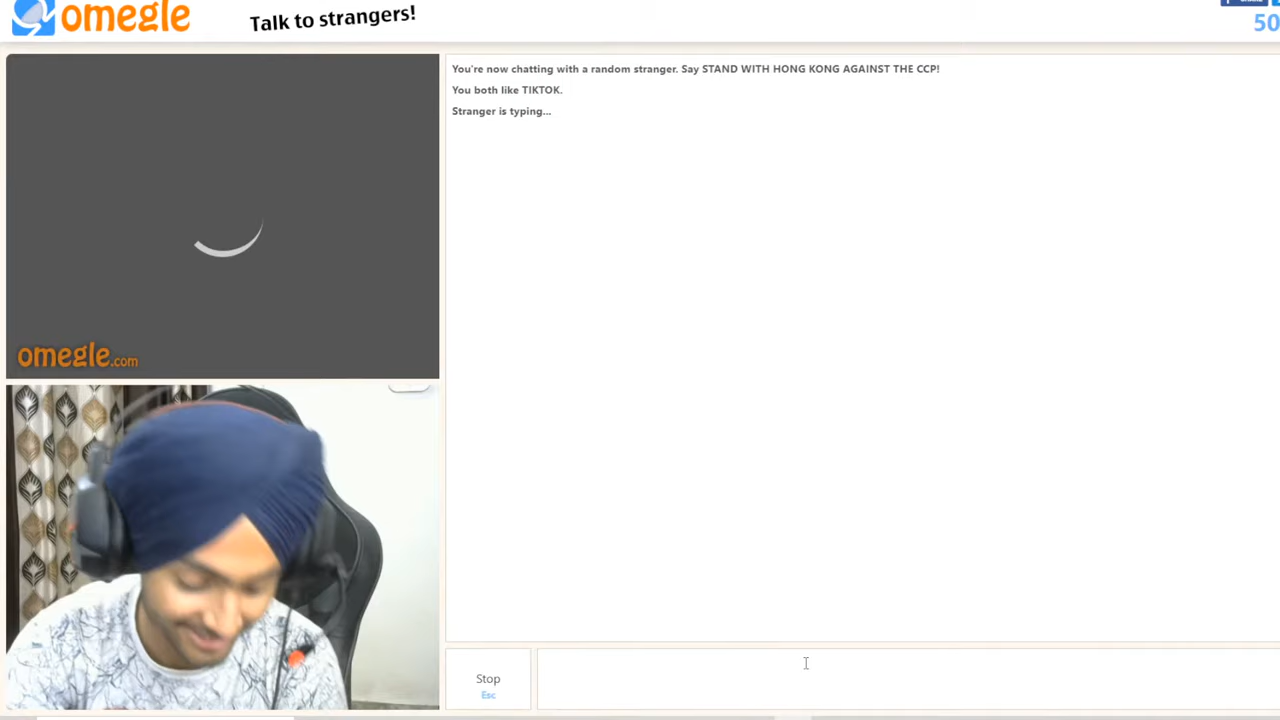 omegle
Talk to strangers!
50
You're now chatting with a random stranger. Say STAND WITH HONG KONG AGAINST THE CCP!
You both like TIKTOK.
Stranger is typing...
omegle.com
Stop
Esc